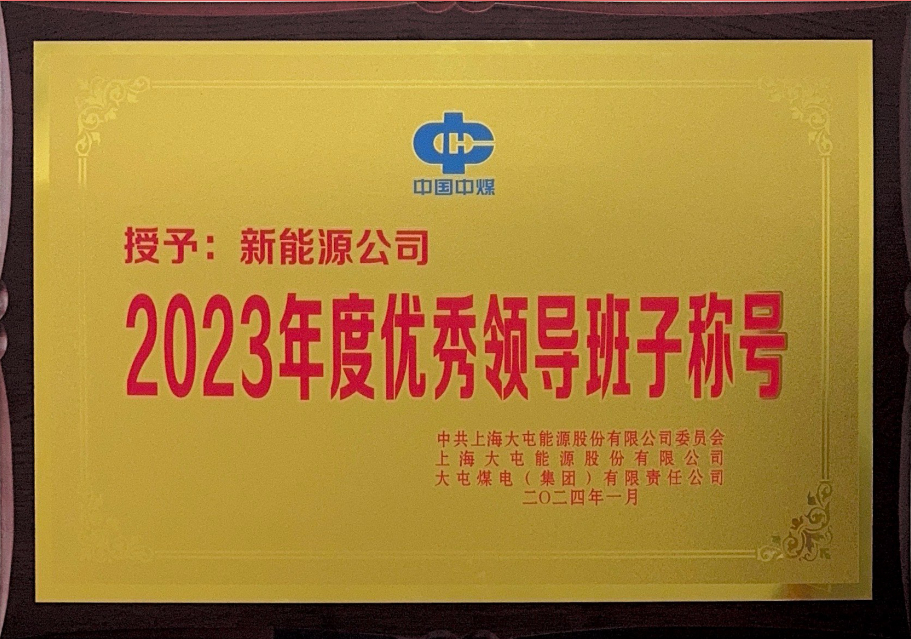 中国中煤
授予：新能源公司
2023年度优秀领导班子称号
中共上海大屯能源股份有限公司委员会
上海大屯能源股份有限公司
大屯煤电（集团）有限责任公司
二〇二四年一月